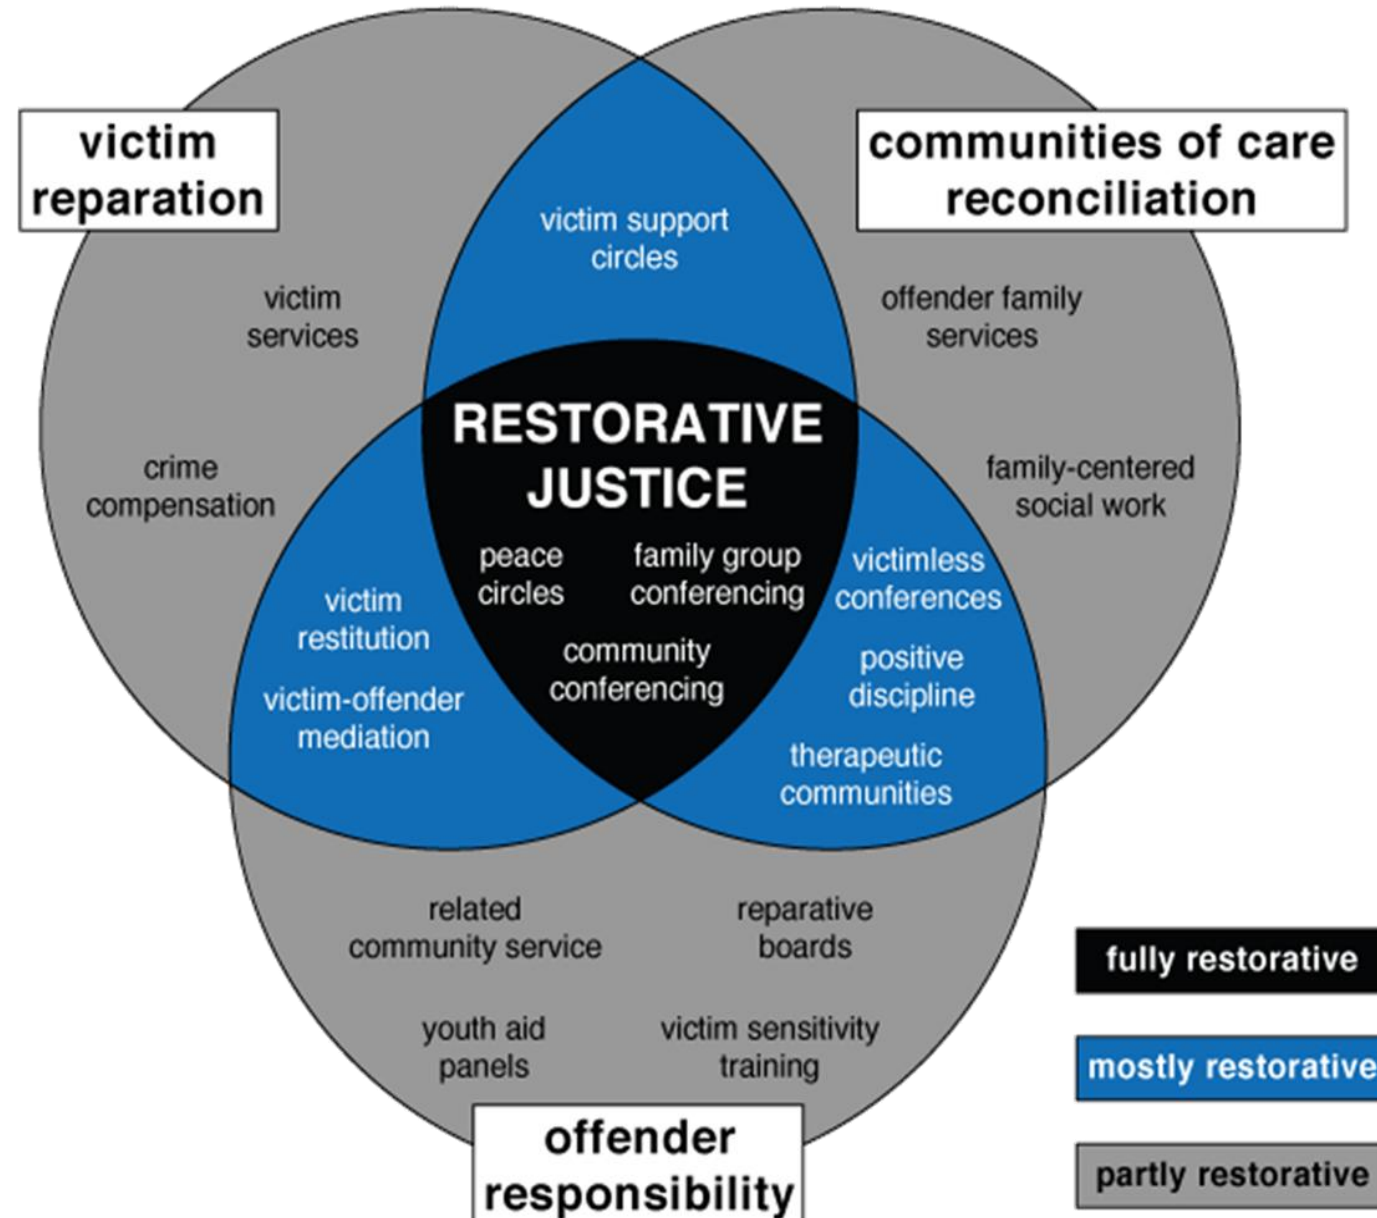 victim
reparation
communities of care
reconciliation
victim support
circles
victim
services
offender family
services
crime
compensation
family-centered
social work
RESTORATIVE
JUSTICE
peace
circles
family group
conferencing
community
conferencing
victim
restitution
victim-offender
mediation
victimless
conferences
positive
discipline
therapeutic
communities
related
community service
reparative
boards
youth aid
panels
victim sensitivity
training
offender
responsibility
fully restorative
mostly restorative
partly restorative